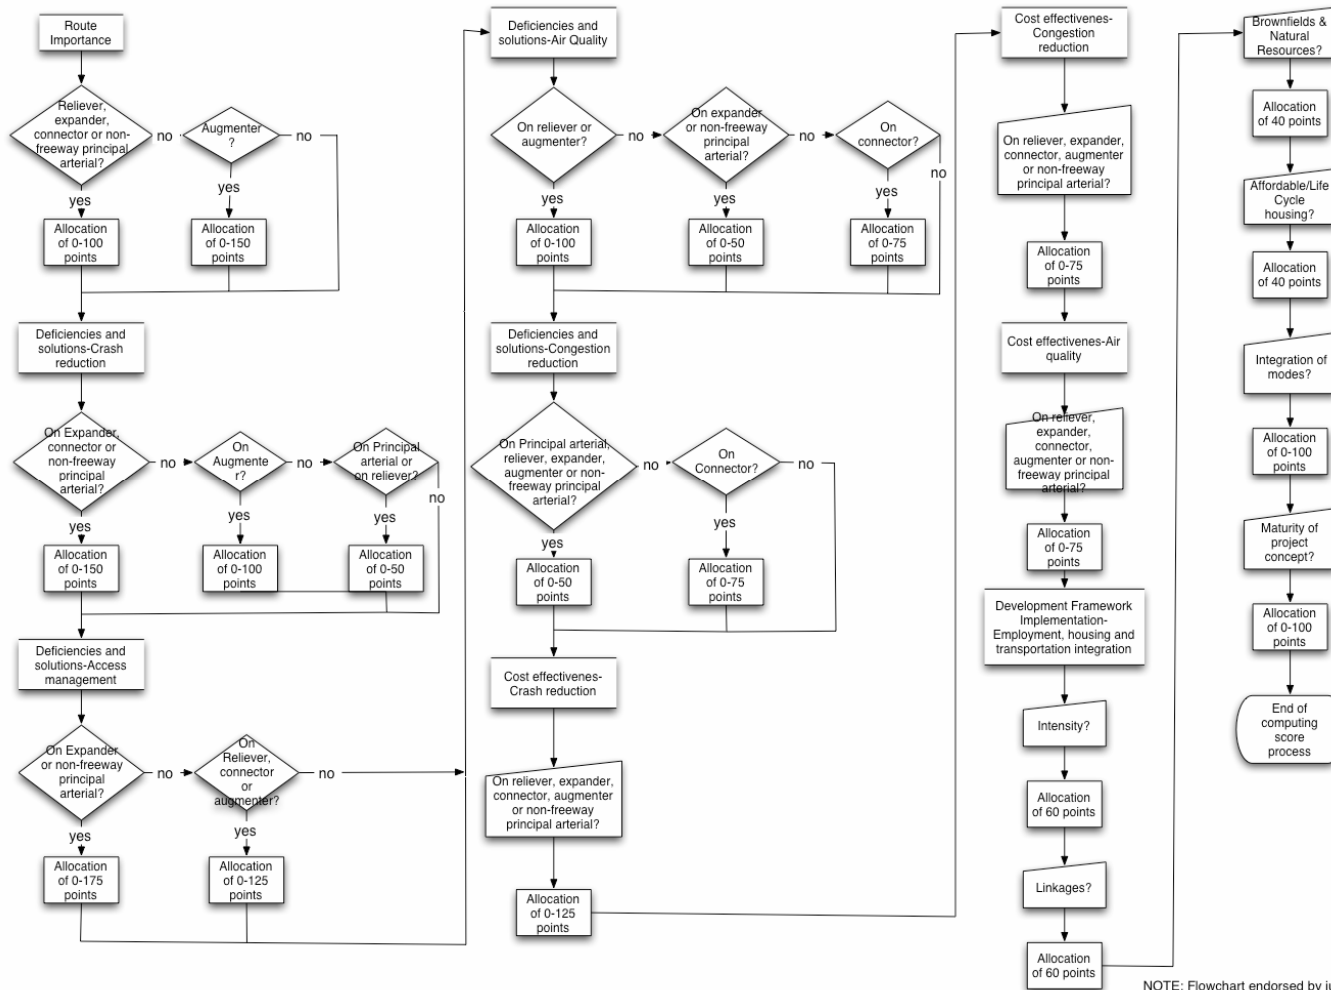 Route
Importance
Reliever,
expander,
connector or non-
freeway principal
arterial?
no
Augmenter
?
no
yes
yes
Allocation
of 0-100
points
Allocation
of 0-150
points
Deficiencies and
solutions-Crash
reduction
On Expander,
connector or
non-freeway
principal
arterial?
no
On
Augmente
r?
no
On Principal
arterial or
on reliever?
no
yes
yes
yes
Allocation
of 0-150
points
Allocation
of 0-100
points
Allocation
of 0-50
points
Deficiencies and
solutions-Access
management
On Expander
or non-freeway
principal
arterial?
no
On
Reliever,
connector
or
augmenter?
no
yes
yes
Allocation
of 0-175
points
Allocation
of 0-125
points
Deficiencies and
solutions-Air Quality
On reliever or
augmenter?
no
On expander
or non-freeway
principal
arterial?
no
On
connector?
no
yes
yes
yes
Allocation
of 0-100
points
Allocation
of 0-50
points
Allocation
of 0-75
points
Deficiencies and
solutions-Congestion
reduction
On Principal arterial,
reliever, expander,
augmenter or non-
freeway principal
arterial?
no
On
Connector?
no
yes
yes
Allocation
of 0-50
points
Allocation
of 0-75
points
Cost effectivenes-
Crash reduction
On reliever, expander,
connector, augmenter
or non-freeway
principal arterial?
Allocation
of 0-125
points
Cost effectivenes-
Congestion
reduction
On reliever, expander,
connector, augmenter
or non-freeway
principal arterial?
Allocation
of 0-75
points
Cost effectivenes-Air
quality
On reliever,
expander,
connector,
augmenter or non-
freeway principal
arterial?
Allocation
of 0-75
points
Development Framework
Implementation-
Employment, housing and
transportation integration
Intensity?
Allocation
of 60 points
Linkages?
Allocation
of 60 points
Brownfields &
Natural
Resources?
Allocation
of 40 points
Affordable/Life
Cycle
housing?
Allocation
of 40 points
Integration of
modes?
Allocation
of 0-100
points
Maturity of
project
concept?
Allocation
of 0-100
points
End of
computing
score
process
NOTE: Flowchart endorsed by